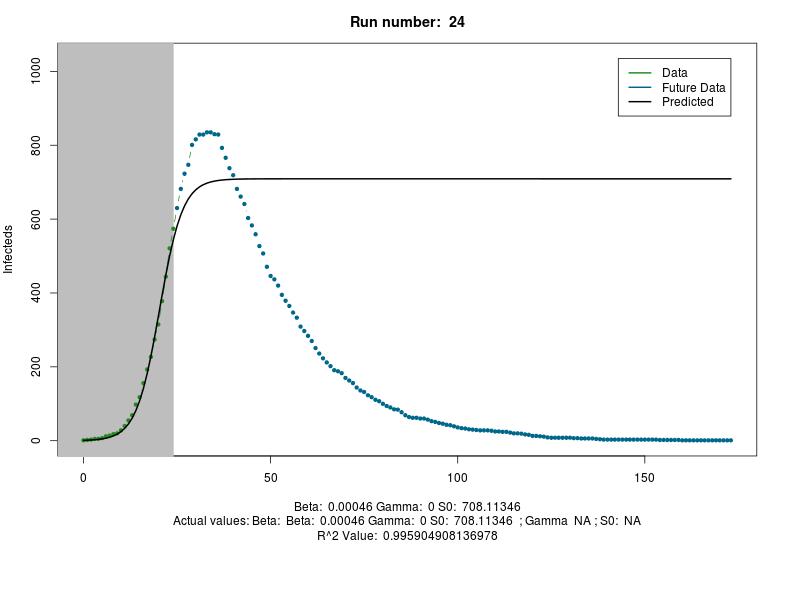 Run number: 24
Data
Future Data
Predicted
Infecteds
1000
800
600
400
200
0
0 50 100 150
Beta: 0.00046 Gamma: 0 S0: 708.11346
Actual values: Beta: Beta: 0.00046 Gamma: 0 S0: 708.11346 ; Gamma NA ; S0: NA
R^2 Value: 0.995904908136978